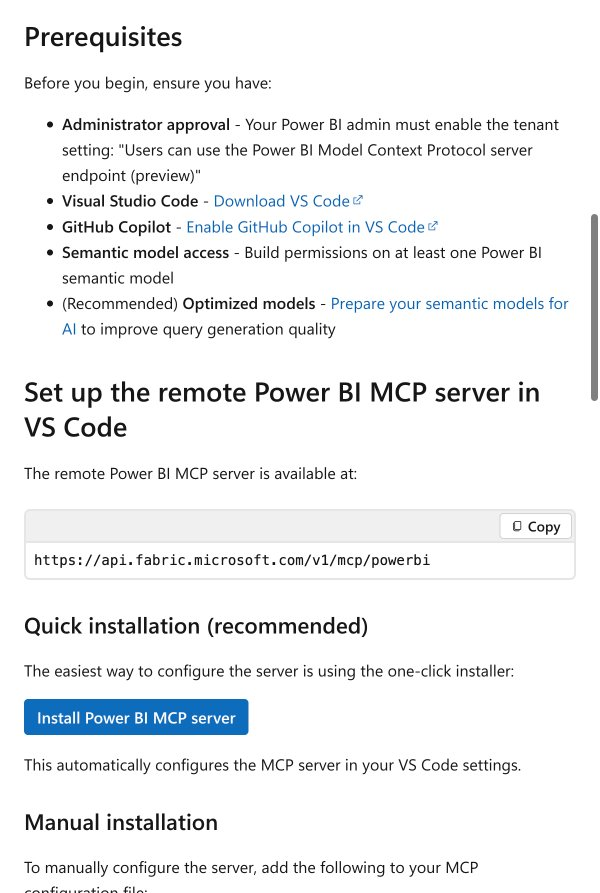 Prerequisites
Before you begin, ensure you have:
• Administrator approval - Your Power BI admin must enable the tenant
setting: "Users can use the Power BI Model Context Protocol server
endpoint (preview)"
• Visual Studio Code - Download VS Code
• GitHub Copilot - Enable GitHub Copilot in VS Code
• Semantic model access - Build permissions on at least one Power BI
semantic model
• (Recommended) Optimized models - Prepare your semantic models for
AI to improve query generation quality
Set up the remote Power BI MCP server in
VS Code
The remote Power BI MCP server is available at:
Copy
https://api.fabric.microsoft.com/v1/mcp/powerbi
Quick installation (recommended)
The easiest way to configure the server is using the one-click installer:
Install Power BI MCP server
This automatically configures the MCP server in your VS Code settings.
Manual installation
To manually configure the server, add the following to your MCP
configuration file: